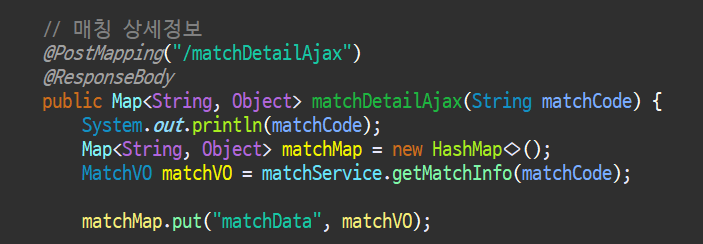 // 매칭 상세정보
@PostMapping("/matchDetailAjax")
@ResponseBody
public Map<String, Object> matchDetailAjax(String matchCode) {
System.out.println(matchCode);
Map<String, Object> matchMap = new HashMap<>();
MatchVO matchVO = matchService.getMatchInfo(matchCode);
matchMap.put("matchData", matchVO);